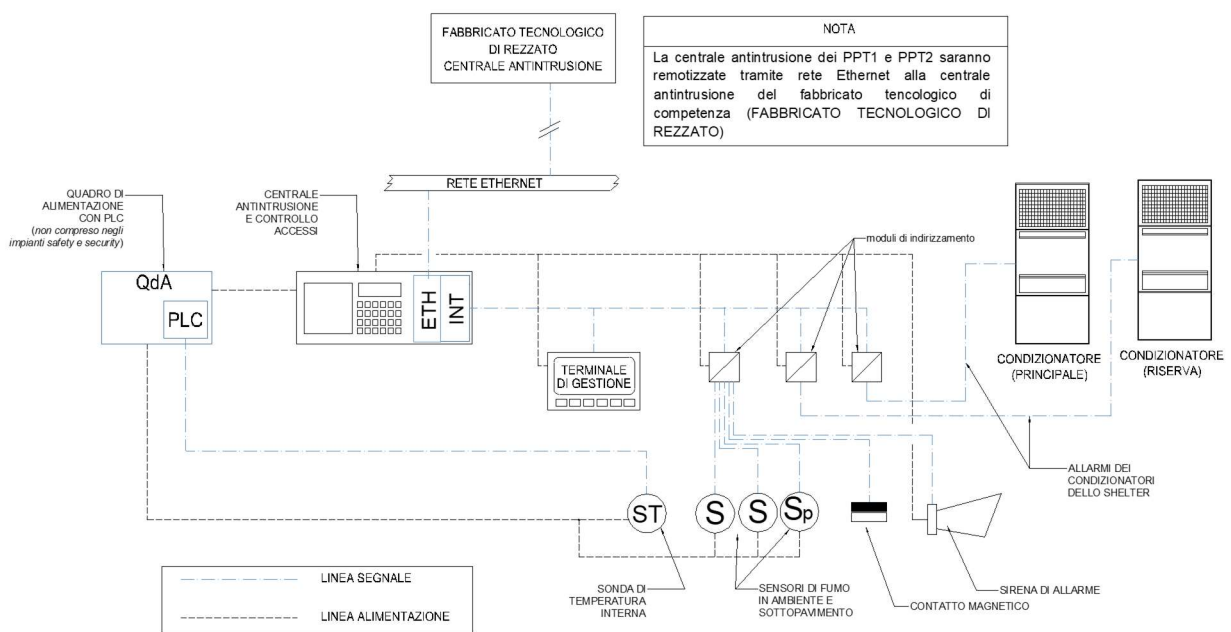 FABBRICATO TECNOLOGICO
DI REZZATO
CENTRALE ANTINTRUSIONE
NOTA
La centrale antintrusione dei PPT1 e PPT2 saranno
remotizzate tramite rete Ethernet alla centrale
antintrusione del fabbricato tencologico di
competenza (FABBRICATO TECNOLOGICO DI
REZZATO)
RETE ETHERNET
QUADRO DI
ALIMENTAZIONE
CON PLC
(non compreso negli
impianti safety e security)
CENTRALE
ANTINTRUSIONE
E CONTROLLO
ACCESSI
moduli di indirizzamento
QdA
PLC
ETH
INT
TERMINALE
DI GESTIONE
CONDIZIONATORE
(PRINCIPALE)
CONDIZIONATORE
(RISERVA)
ALLARMI DEI
CONDIZIONATORI
DELLO SHELTER
ST
S
S
Sp
LINEA SEGNALE
LINEA ALIMENTAZIONE
SONDA DI
TEMPERATURA
INTERNA
SENSORI DI FUMO
IN AMBIENTE E
SOTTOPAVIMENTO
CONTATTO MAGNETICO
SIRENA DI ALLARME